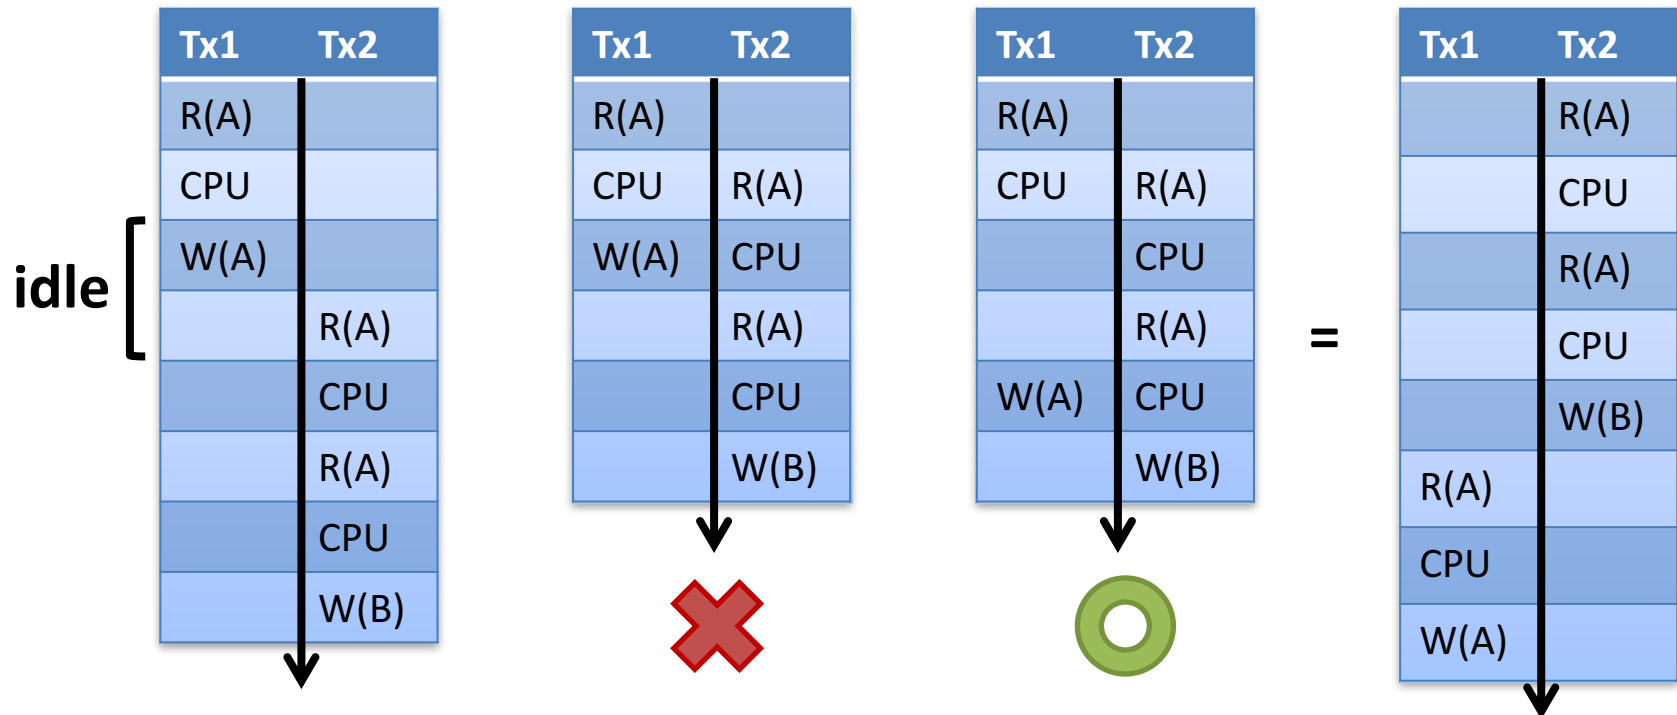 Tx1 Tx2
R(A)
CPU
W(A)
R(A)
CPU
R(A)
CPU
W(B)
idle
Tx1 Tx2
R(A)
CPU R(A)
W(A) CPU
R(A)
CPU
W(B)
Tx1 Tx2
R(A)
CPU R(A)
CPU
R(A)
W(A) CPU
W(B)
=
Tx1 Tx2
R(A)
CPU
R(A)
CPU
W(B)
R(A)
CPU
W(A)